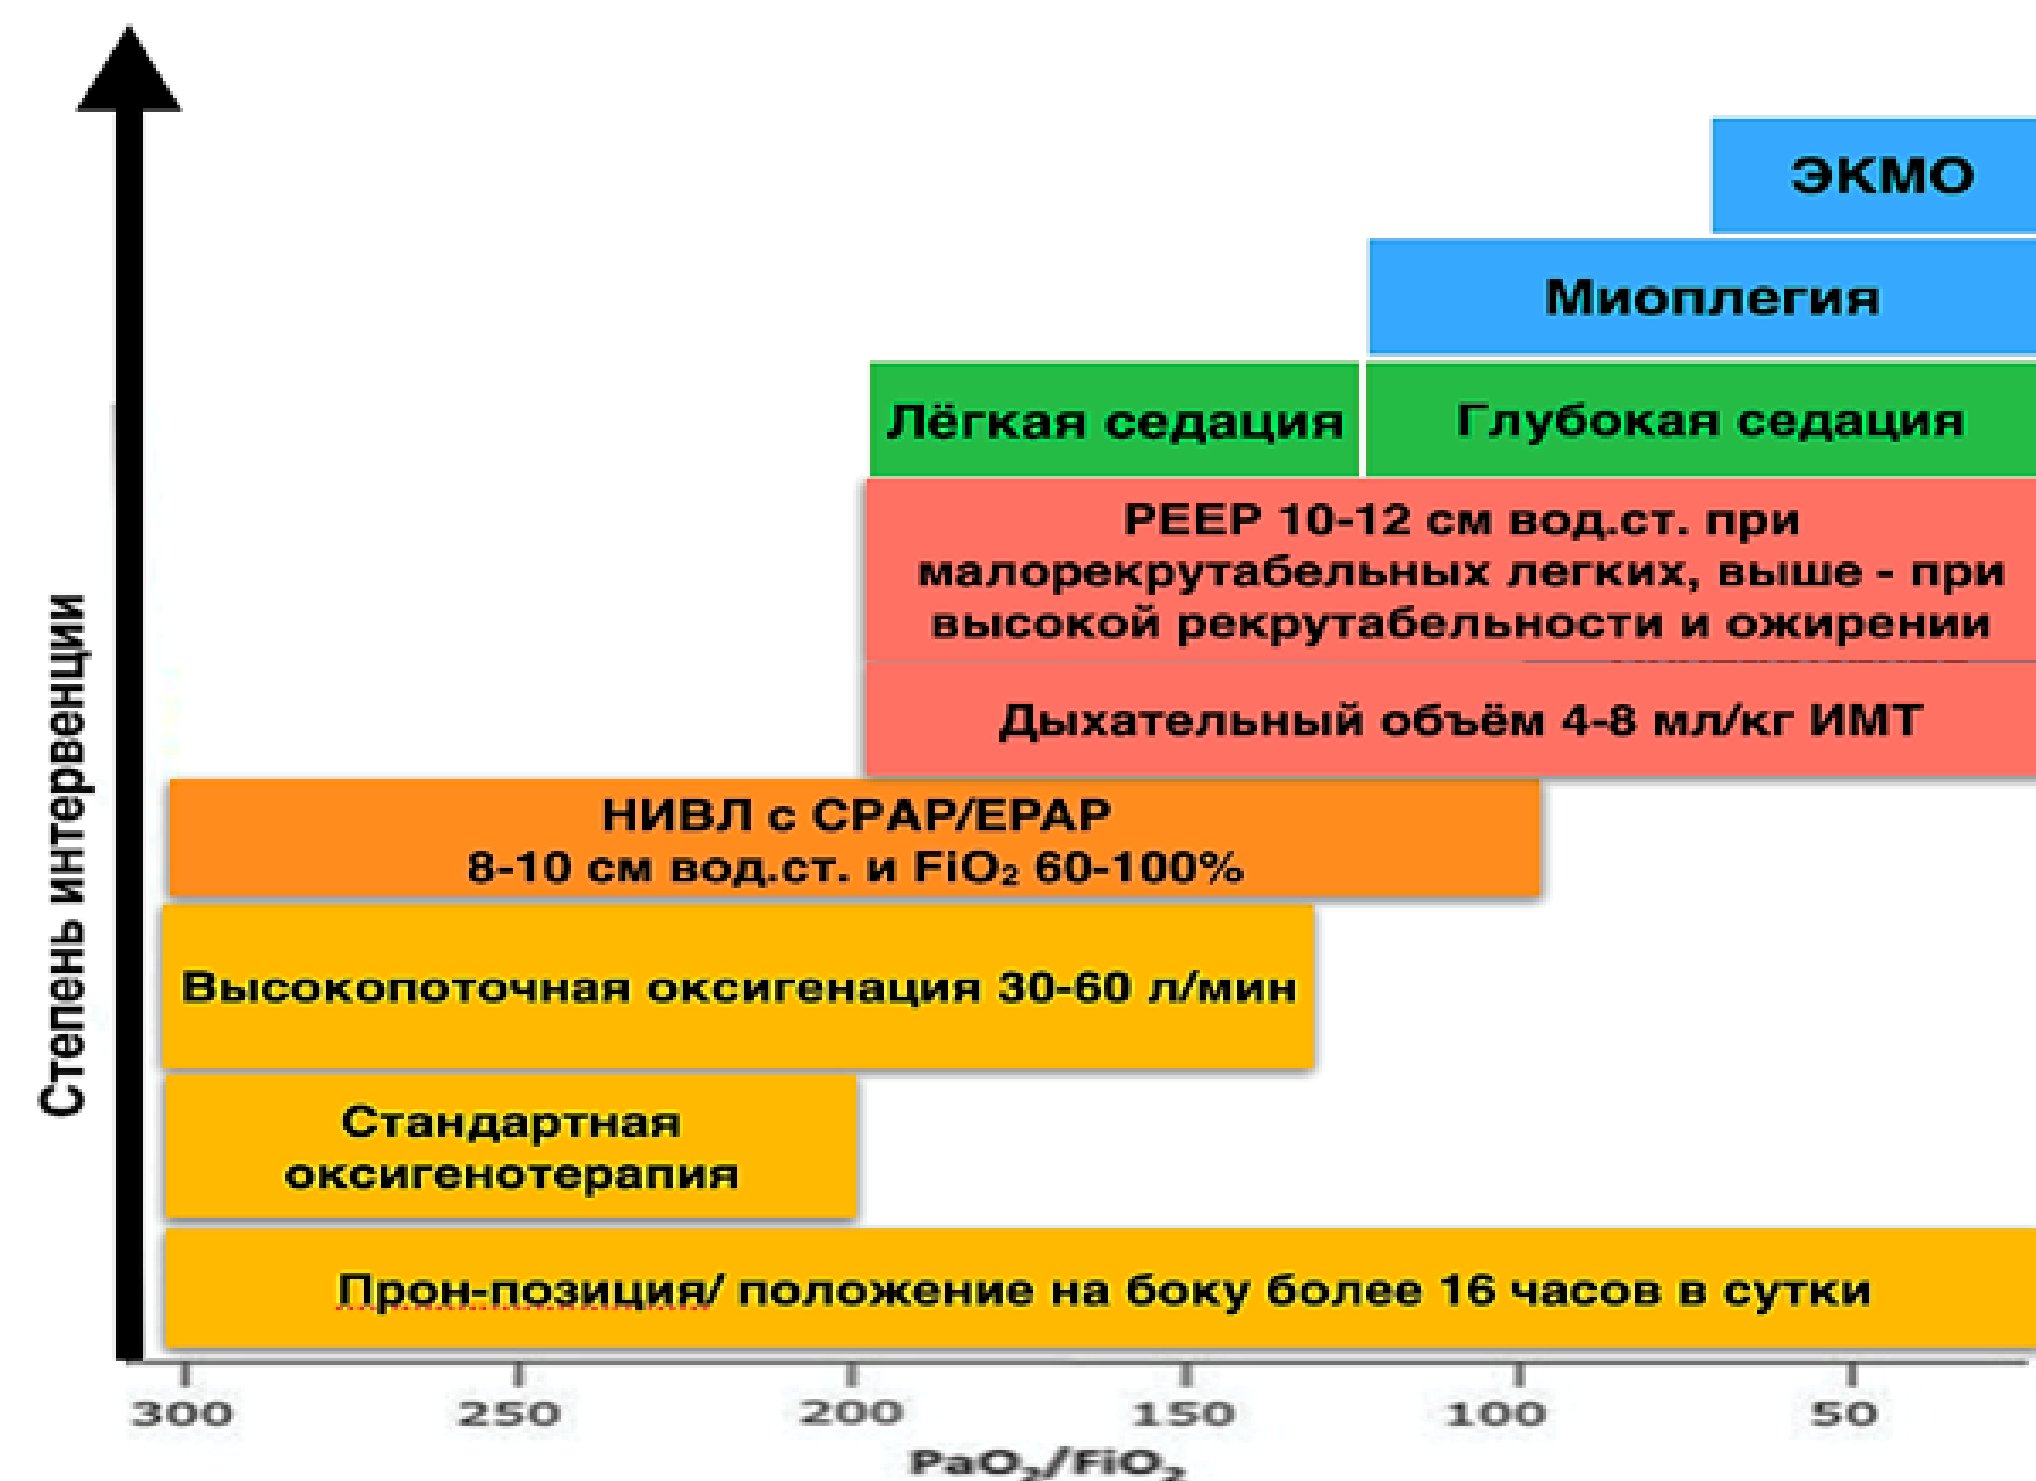 ЭКМО
Миоплегия
Лёгкая седация
Глубокая седация
PEEP 10-12 см вод.ст. при
малорекрутабельных легких, выше - при
высокой рекрутабельности и ожирении
Дыхательный объём 4-8 мл/кг ИМТ
НИВЛ с CPAP/EPAP
8-10 см вод.ст. и FiO₂ 60-100%
Высокопоточная оксигенация 30-60 л/мин
Стандартная
оксигенотерапия
Прон-позиция/ положение на боку более 16 часов в сутки
Степень интервенции
300 250 200 150 100 50
PaO₂/FiO₂